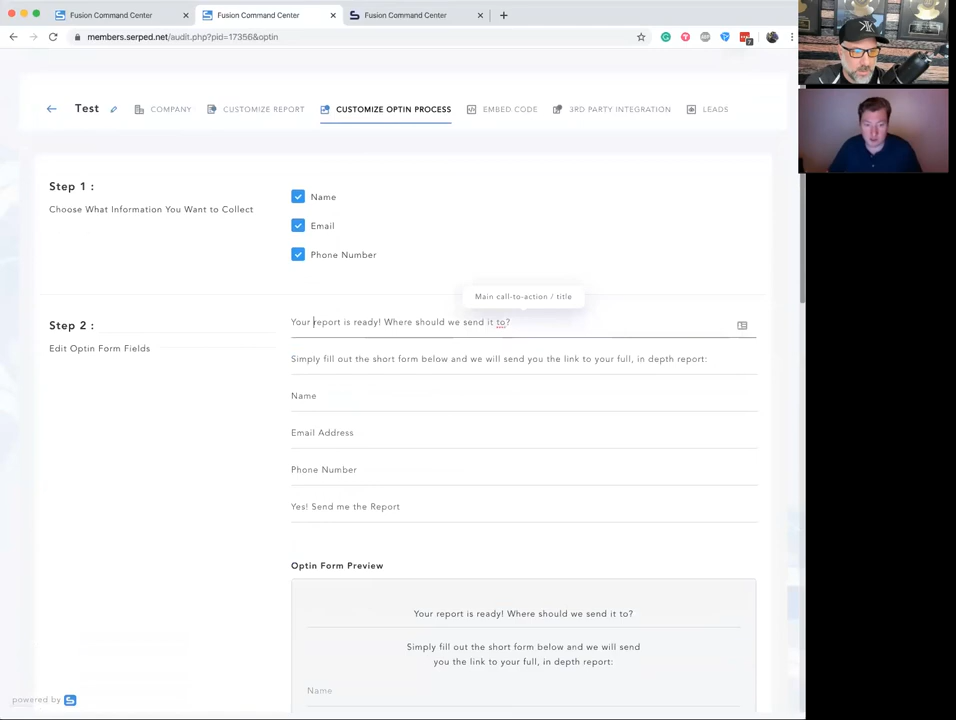 Fusion Command Center
Fusion Command Center
Fusion Command Center
members.serped.net/audit.php?pid=17356&optin
Test
COMPANY
CUSTOMIZE REPORT
CUSTOMIZE OPTIN PROCESS
EMBED CODE
3RD PARTY INTEGRATION
LEADS
Step 1 :
Choose What Information You Want to Collect
Name
Email
Phone Number
Main call-to-action / title
Step 2 :
Edit Optin Form Fields
Your report is ready! Where should we send it to?
Simply fill out the short form below and we will send you the link to your full, in depth report:
Name
Email Address
Phone Number
Yes! Send me the Report
Optin Form Preview
Your report is ready! Where should we send it to?
Simply fill out the short form below and we will send
you the link to your full, in depth report:
Name
powered by S